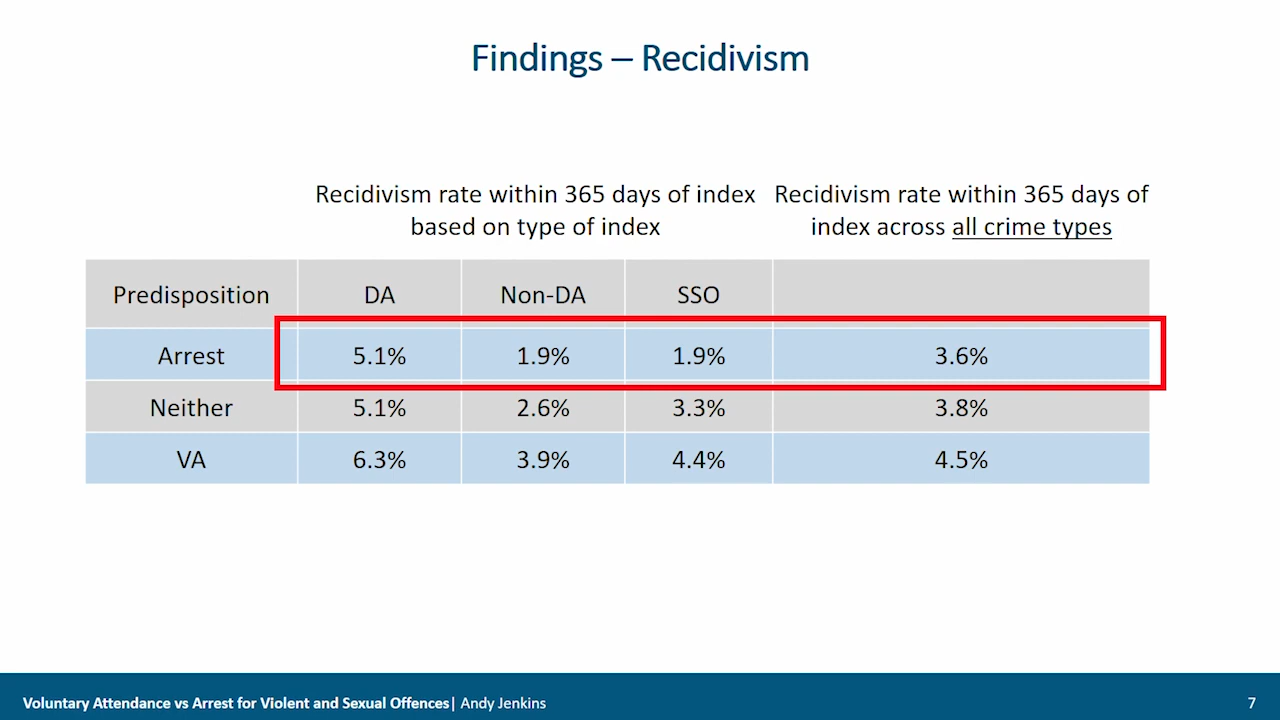 Findings – Recidivism
Recidivism rate within 365 days of index
based on type of index
Recidivism rate within 365 days of
index across all crime types
Predisposition DA Non-DA SSO
Arrest 5.1% 1.9% 1.9% 3.6%
Neither 5.1% 2.6% 3.3% 3.8%
VA 6.3% 3.9% 4.4% 4.5%
Voluntary Attendance vs Arrest for Violent and Sexual Offences| Andy Jenkins 7